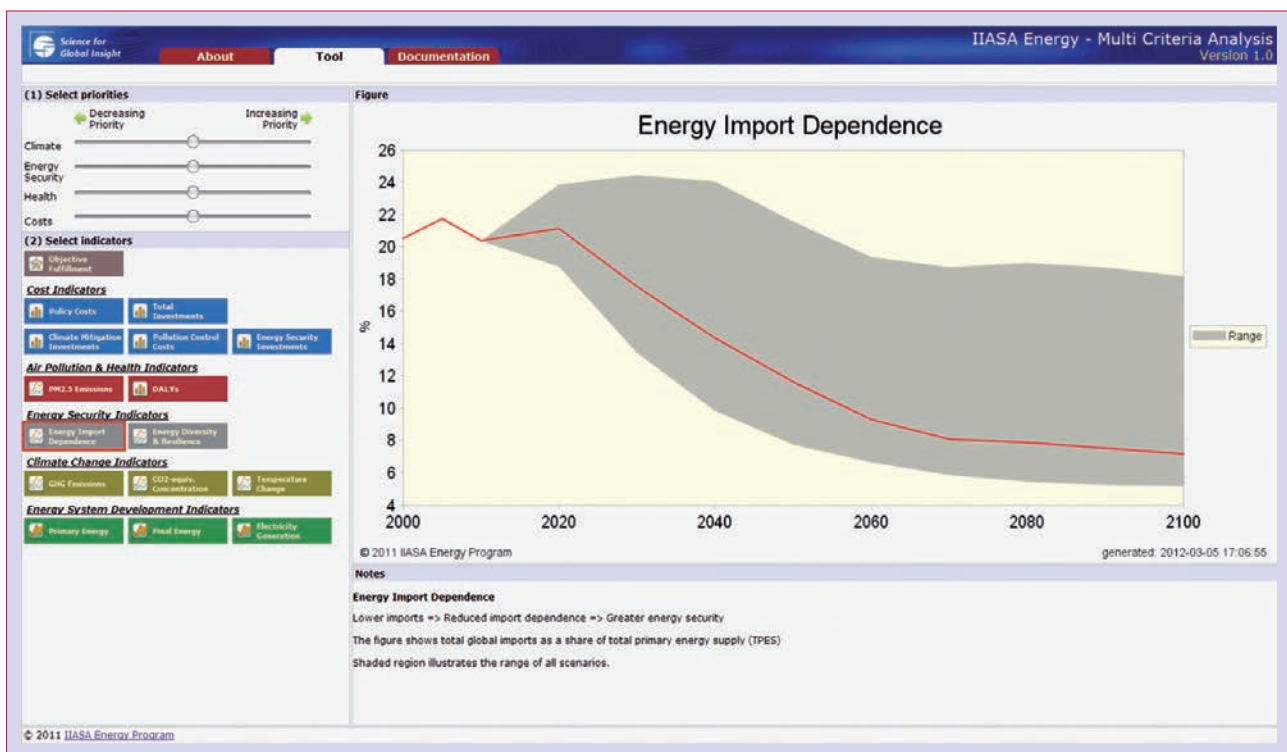 Science for
Global Insight
About
Tool
Documentation
IIASA Energy - Multi Criteria Analysis
Version 1.0
(1) Select priorities
Decreasing
Priority
Increasing
Priority
Climate
Energy
Security
Health
Costs
(2) Select indicators
Objective
Fulfillment
Cost Indicators
Policy Costs
Total
Investments
Climate Mitigation
Investments
Pollution Control
Costs
Energy Security
Investments
Air Pollution & Health Indicators
PM2.5 Emissions
DALYs
Energy Security Indicators
Energy Import
Dependence
Energy Diversity
& Resilience
Climate Change Indicators
GHG Emissions
CO2-equiv.
Concentration
Temperature
Change
Energy System Development Indicators
Primary Energy
Final Energy
Electricity
Generation
Figure
Energy Import Dependence
26
24
22
20
18
16
14
12
10
8
6
4
%
2000
2020
2040
2060
2080
2100
Range
© 2011 IIASA Energy Program
generated: 2012-03-05 17:06:55
Notes
Energy Import Dependence
Lower imports => Reduced import dependence => Greater energy security
The figure shows total global imports as a share of total primary energy supply (TPES)
Shaded region illustrates the range of all scenarios.
© 2011 IIASA Energy Program